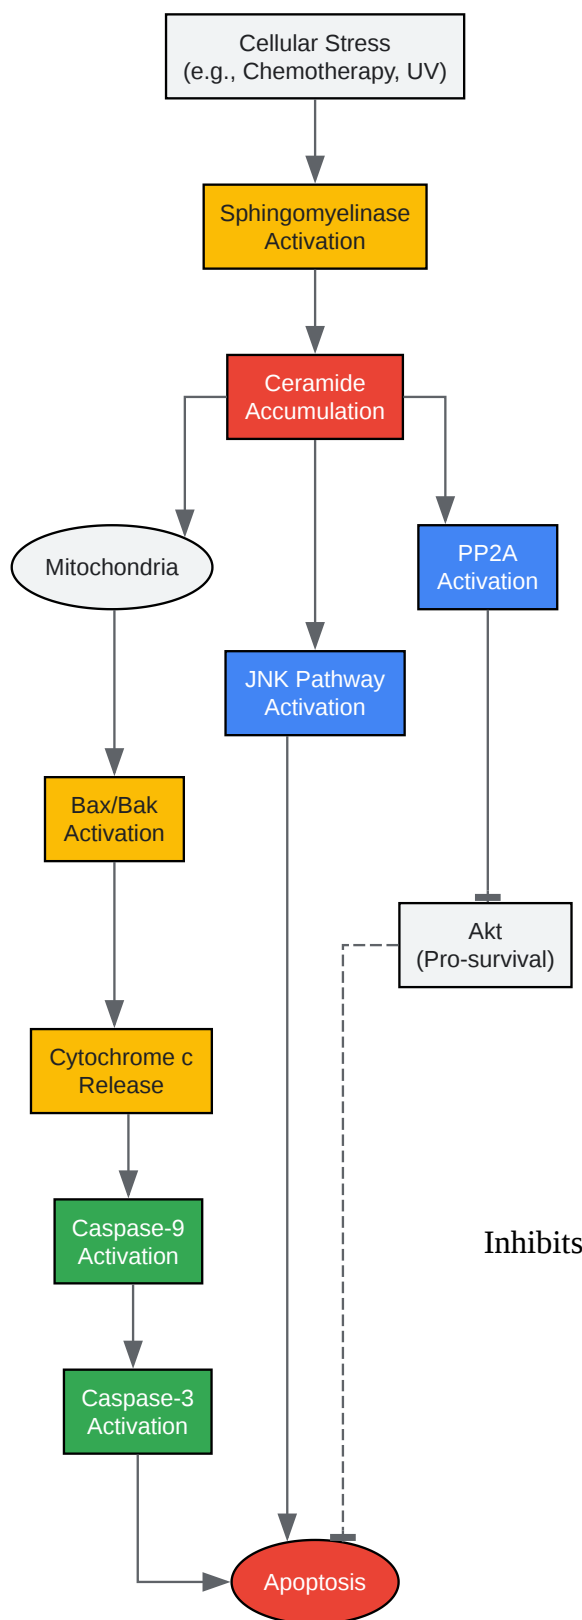 Cellular Stress
(e.g., Chemotherapy, UV)
Sphingomyelinase
Activation
Ceramide
Accumulation
Mitochondria
PP2A
Activation
JNK Pathway
Activation
Bax/Bak
Activation
Akt
(Pro-survival)
Cytochrome c
Release
Caspase-9
Activation
Inhibits
Caspase-3
Activation
Apoptosis